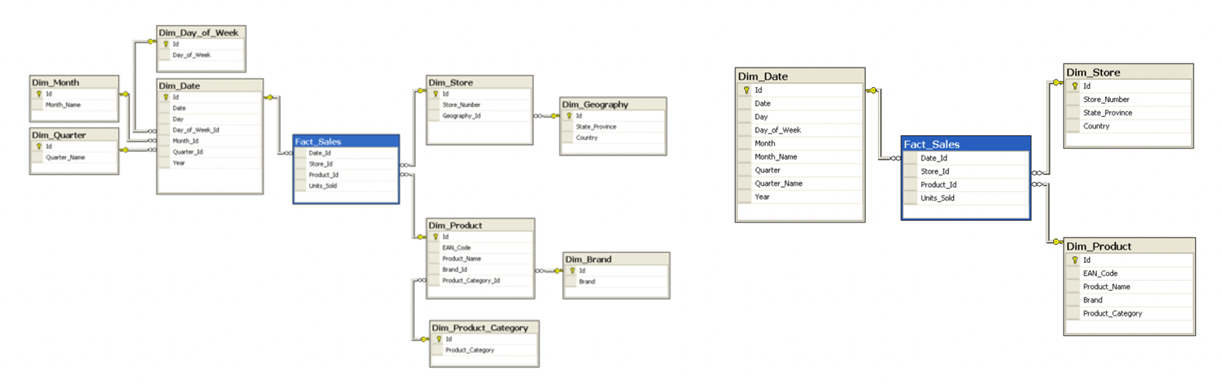 Dim_Day_of_Week
Id
Day_of_Week
Dim_Month
Id
Month_Name
Dim_Quarter
Id
Quarter_Name
Dim_Date
Id
Date
Day
Day_of_Week_Id
Month_Id
Quarter_Id
Year
Fact_Sales
Date_Id
Store_Id
Product_Id
Units_Sold
Dim_Store
Id
Store_Number
Geography_Id
Dim_Geography
Id
State_Province
Country
Dim_Product
Id
EAN_Code
Product_Name
Brand_Id
Product_Category_Id
Dim_Brand
Id
Brand
Dim_Product_Category
Id
Product_Category
Dim_Date
Id
Date
Day
Day_of_Week
Month
Month_Name
Quarter
Quarter_Name
Year
Fact_Sales
Date_Id
Store_Id
Product_Id
Units_Sold
Dim_Store
Id
Store_Number
State_Province
Country
Dim_Product
Id
EAN_Code
Product_Name
Brand
Product_Category